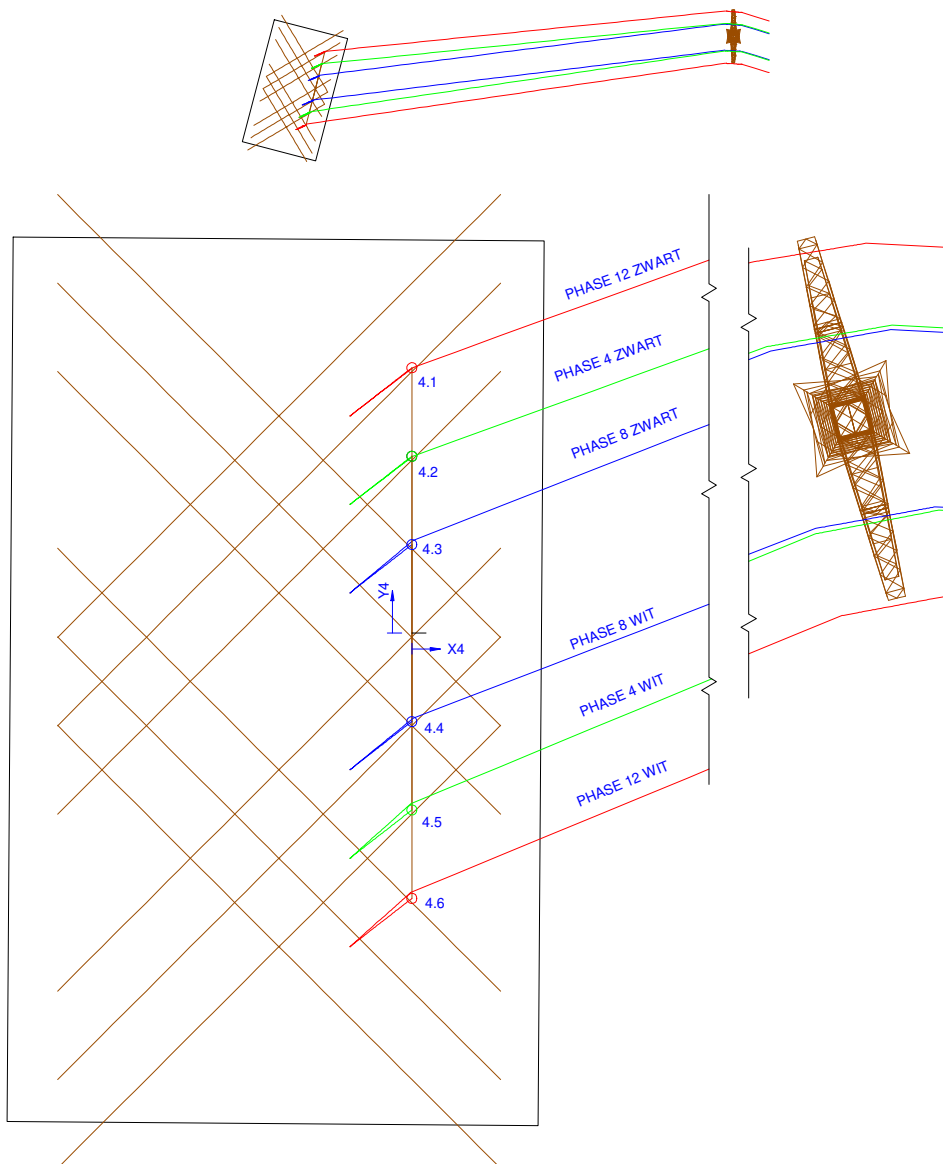 PHASE 12 ZWART
4.1
PHASE 4 ZWART
4.2
PHASE 8 ZWART
4.3
Y4
X4
PHASE 8 WIT
4.4
PHASE 4 WIT
4.5
PHASE 12 WIT
4.6